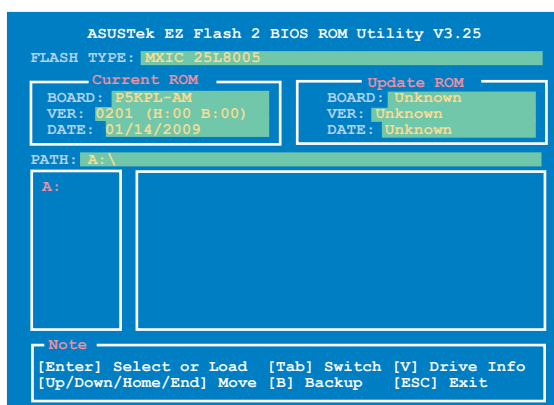 ASUSTek EZ Flash 2 BIOS ROM Utility V3.25
FLASH TYPE: MXIC 25L8005
Current ROM
BOARD: P5KPL-AM
VER: 0201 (H:00 B:00)
DATE: 01/14/2009
Update ROM
BOARD: Unknown
VER: Unknown
DATE: Unknown
PATH: A:\
A:
Note
[Enter] Select or Load [Tab] Switch [V] Drive Info
[Up/Down/Home/End] Move [B] Backup [ESC] Exit